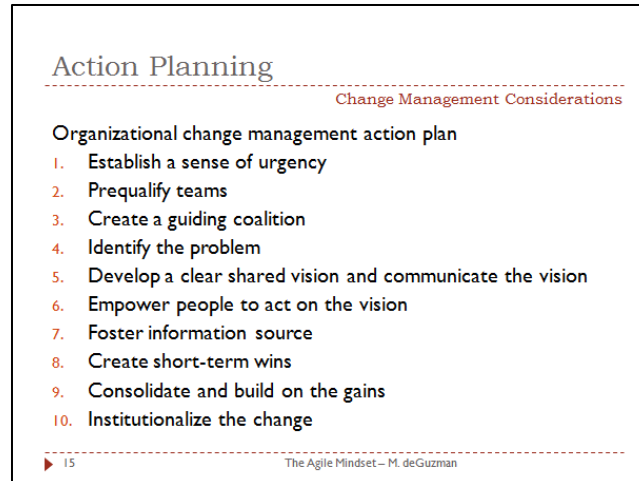 Action Planning
Change Management Considerations
Organizational change management action plan
1. Establish a sense of urgency
2. Prequalify teams
3. Create a guiding coalition
4. Identify the problem
5. Develop a clear shared vision and communicate the vision
6. Empower people to act on the vision
7. Foster information source
8. Create short-term wins
9. Consolidate and build on the gains
10. Institutionalize the change
15 The Agile Mindset – M. deGuzman